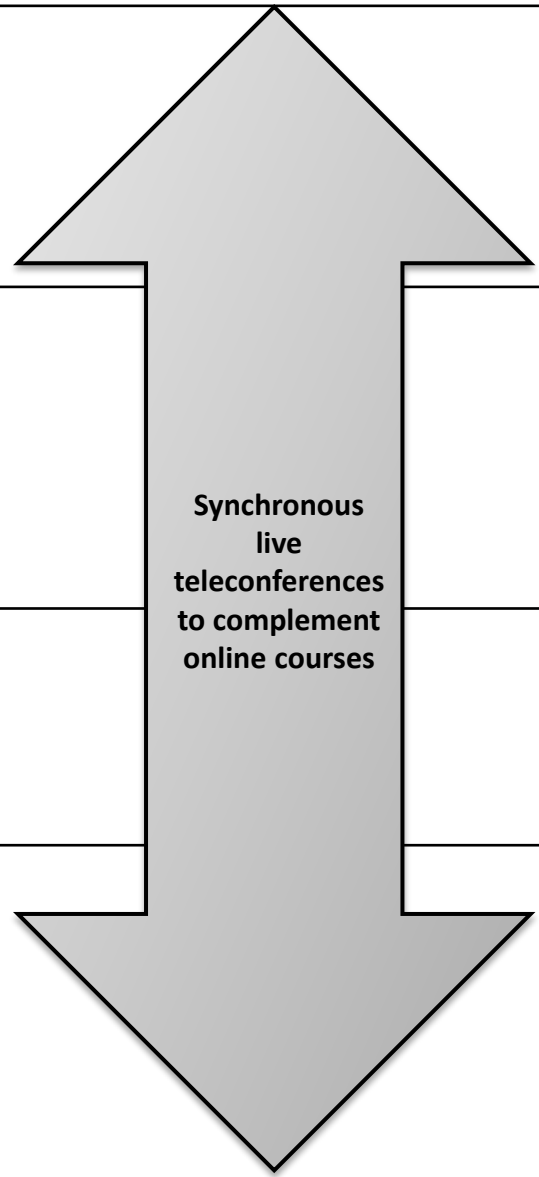 Synchronous
live
teleconferences
to complement
online courses